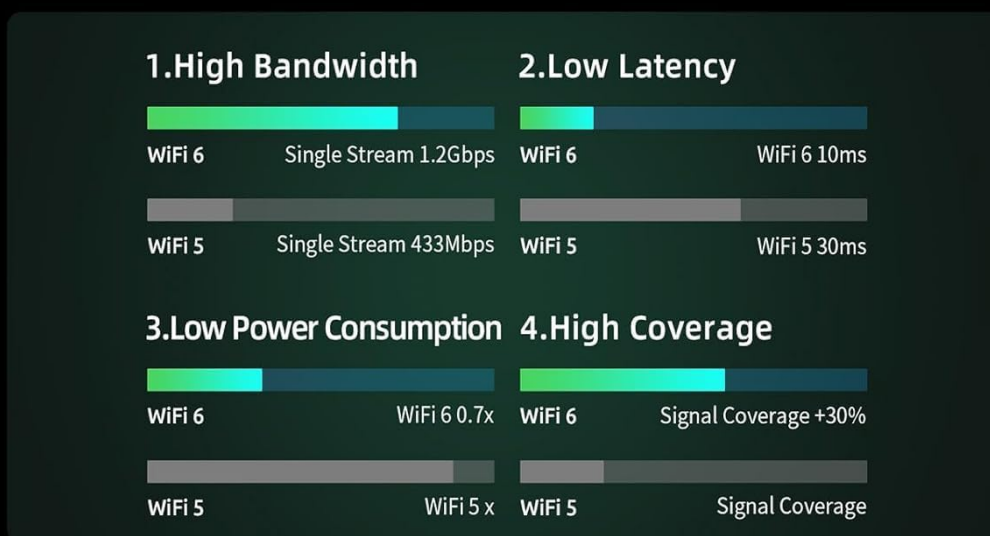 1.High Bandwidth
WiFi 6 Single Stream 1.2Gbps
WiFi 5 Single Stream 433Mbps
2.Low Latency
WiFi 6 WiFi 6 10ms
WiFi 5 WiFi 5 30ms
3.Low Power Consumption
WiFi 6 WiFi 6 0.7x
WiFi 5 WiFi 5 x
4.High Coverage
WiFi 6 Signal Coverage +30%
WiFi 5 Signal Coverage